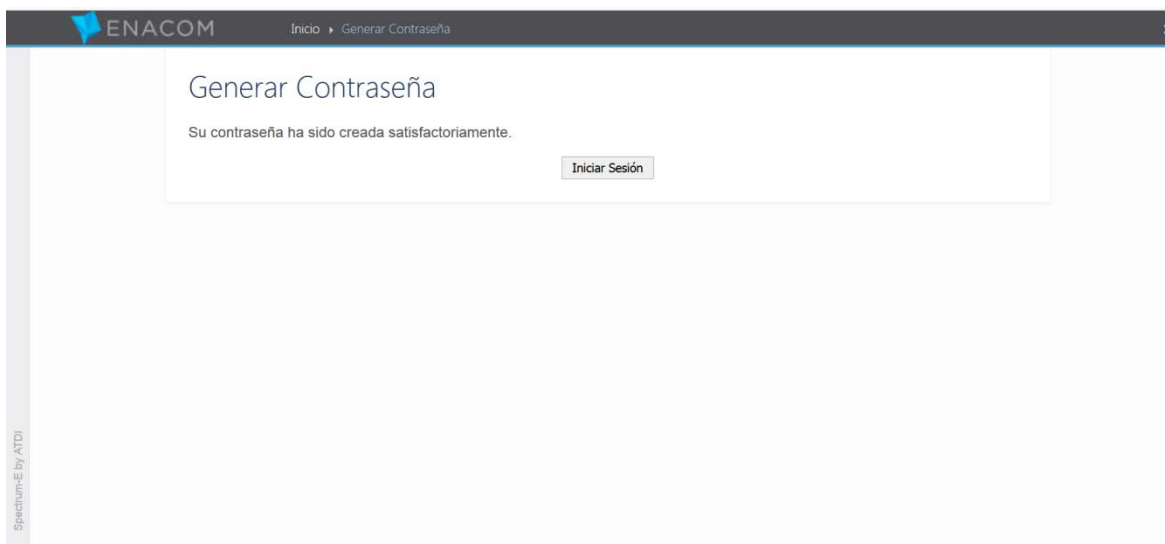 ENACOM
Inicio ▸ Generar Contraseña
Generar Contraseña
Su contraseña ha sido creada satisfactoriamente.
Iniciar Sesión
Spectrum-E by ATDI